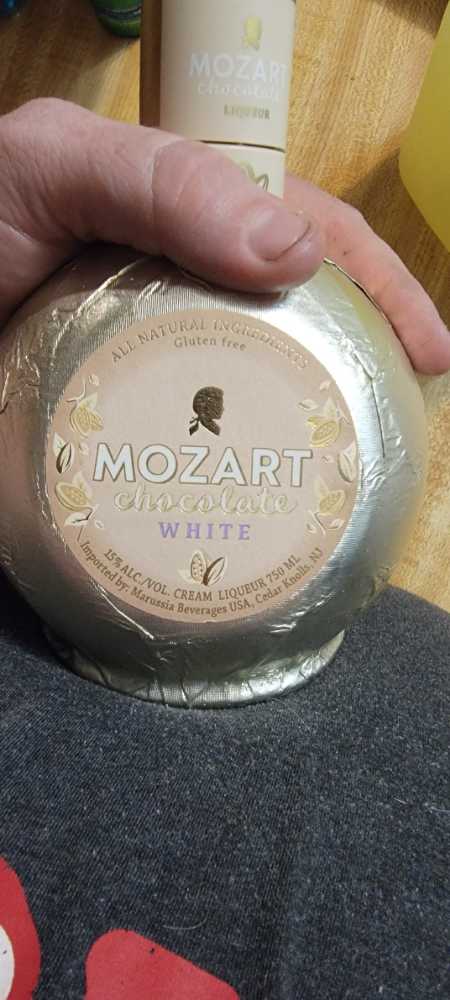 MOZART
chocolate
LIQUEUR
ALL NATURAL INGREDIENTS
Gluten free
MOZART
chocolate
WHITE
15% ALC./VOL. CREAM LIQUEUR 750 ML
Imported by: Marussia Beverages USA, Cedar Knolls, NJ